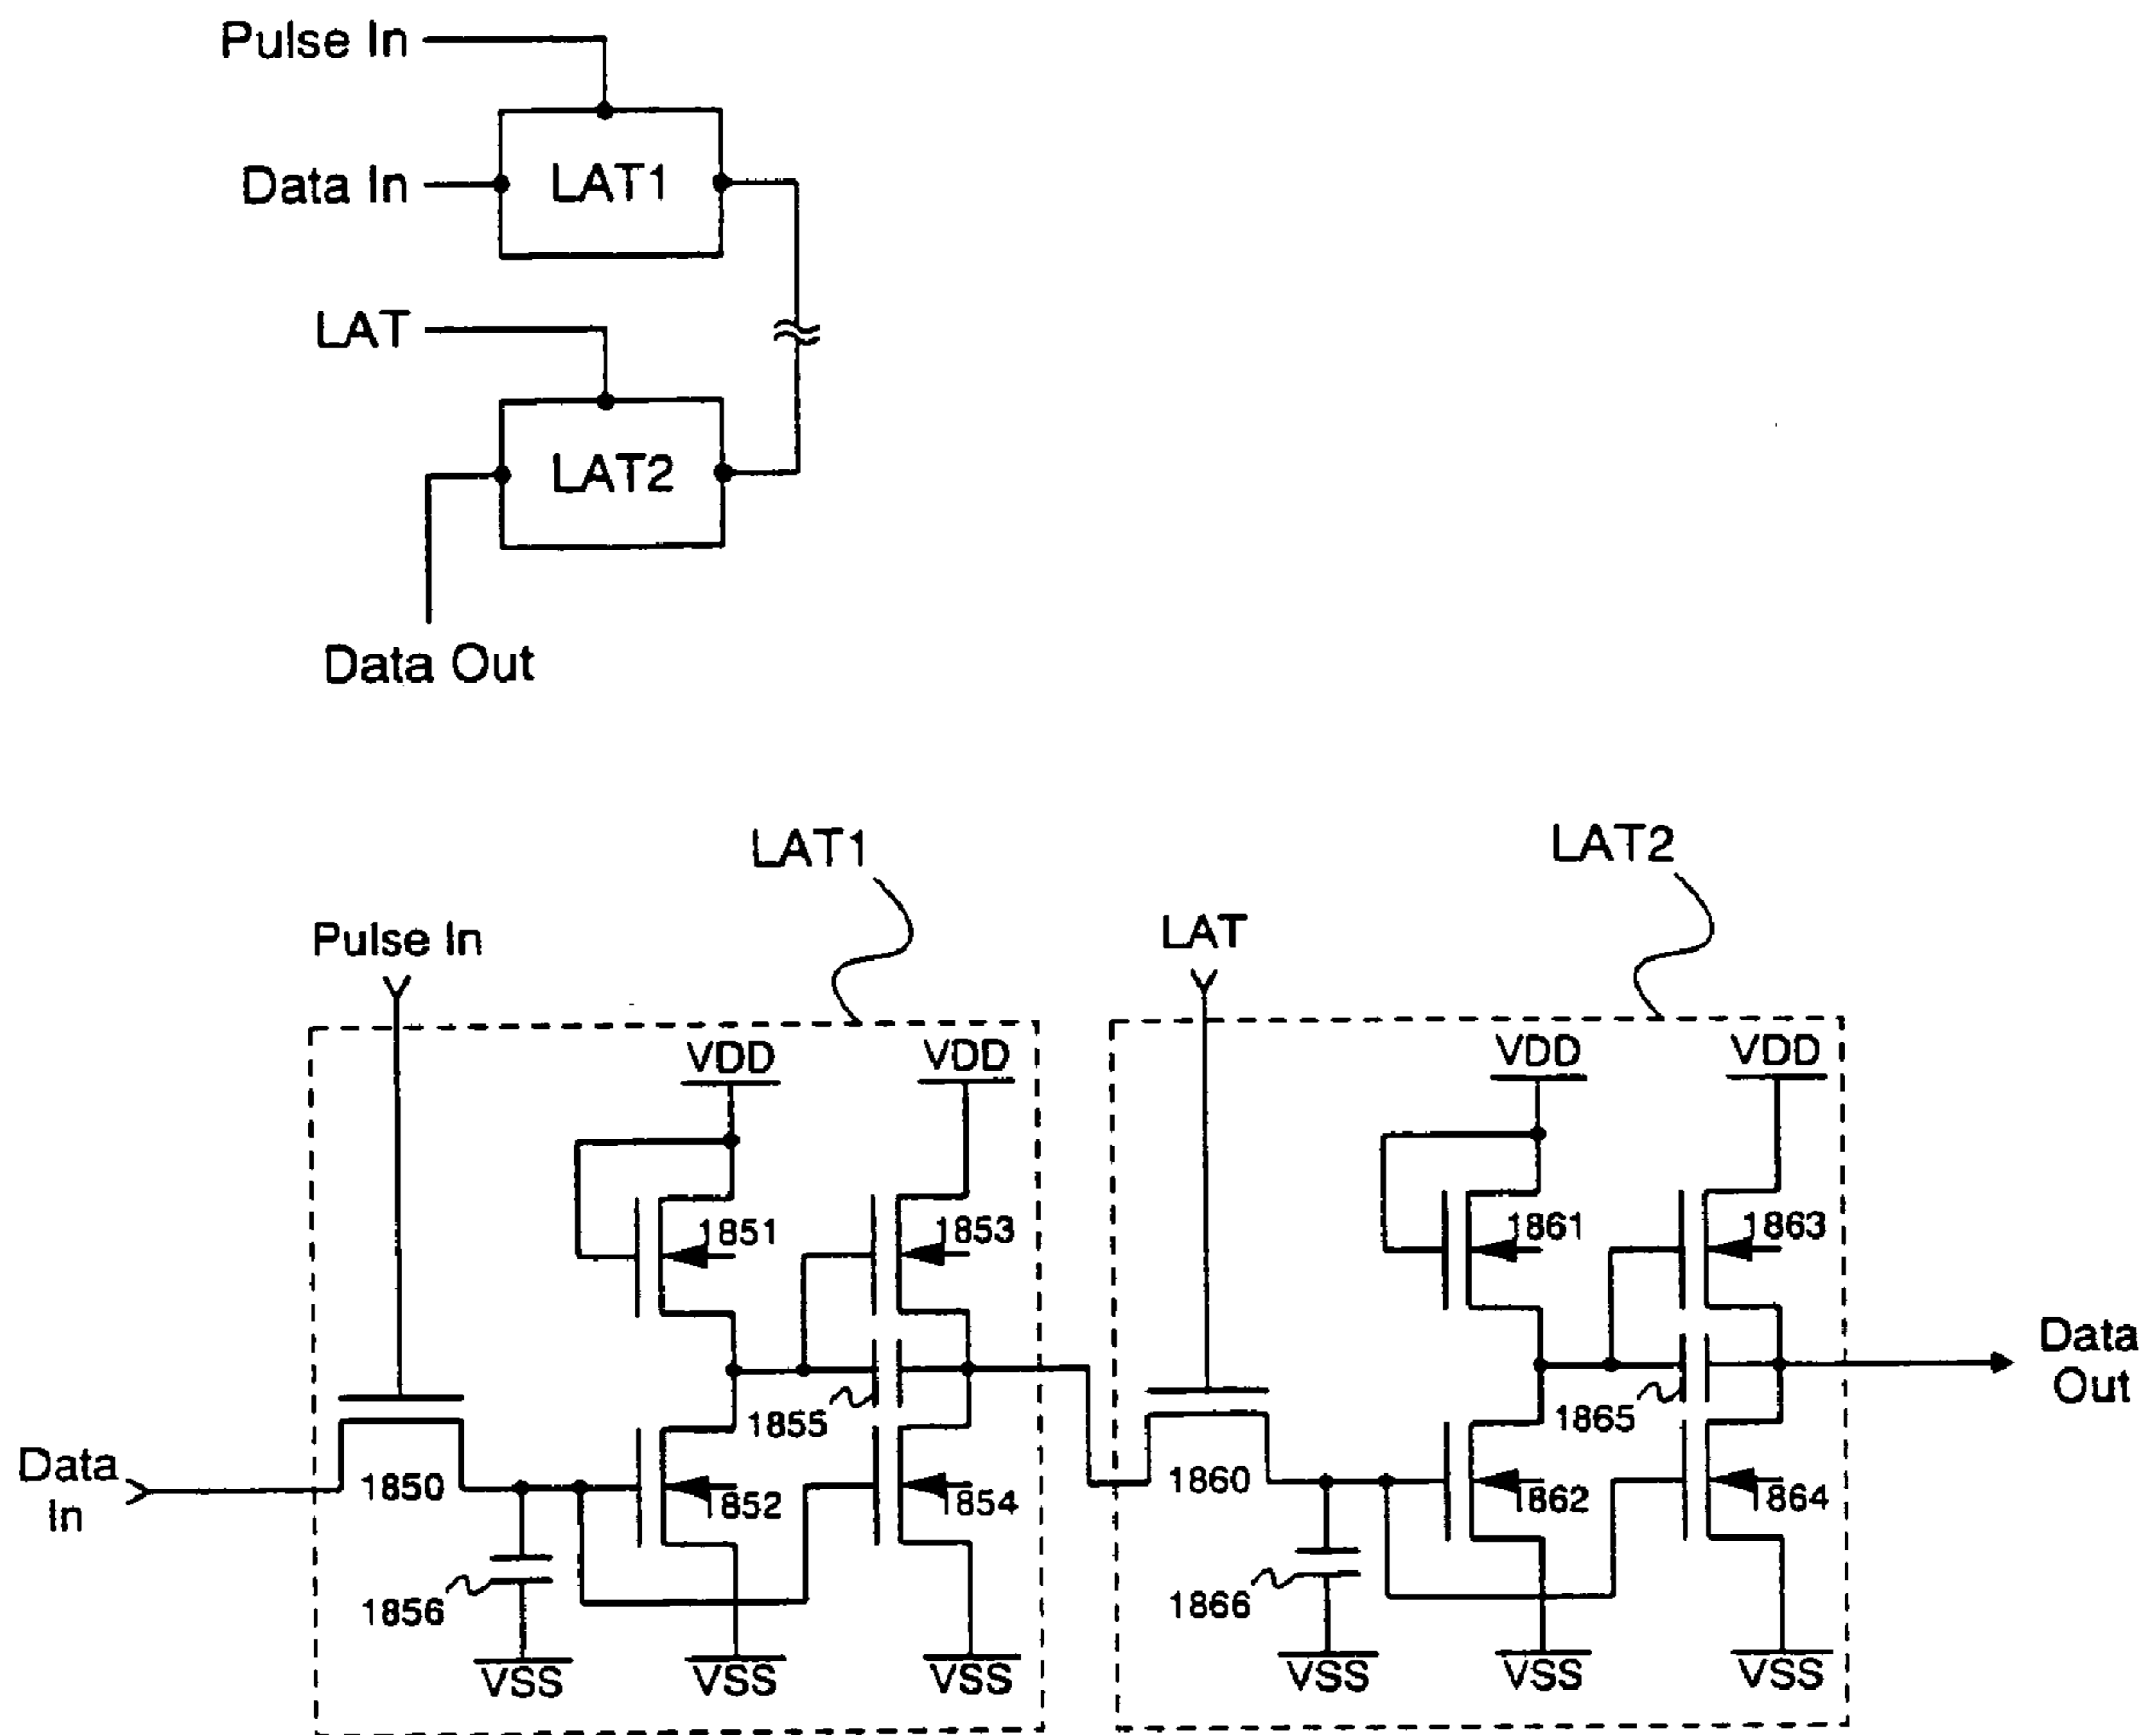 Pulse In
Data In
LAT1
LAT
LAT2
Data Out
LAT1
LAT2
Pulse In
LAT
VDD
VDD
VDD
VDD
1851
1853
1861
1863
Data
Out
1855
1865
Data
In
1850
1852
1854
1860
1862
1864
1856
1866
VSS
VSS
VSS
VSS
VSS
VSS